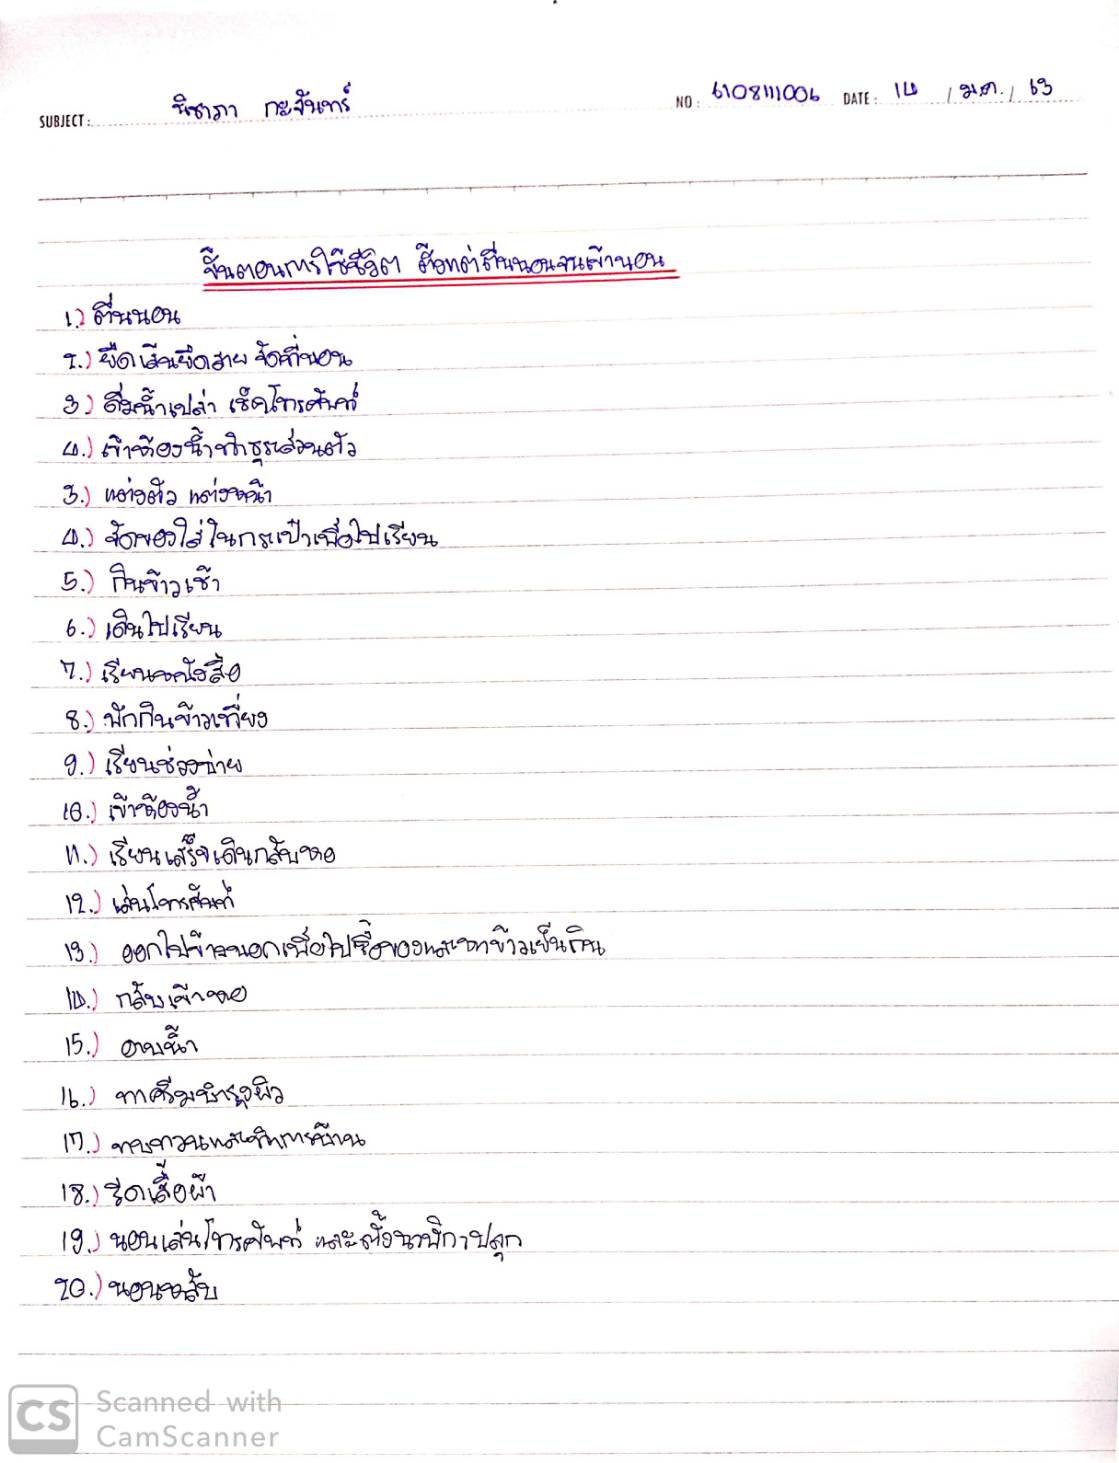 SUBJECT: นิชาภา กะจันทร์ NO: 6108111006 DATE: 14 / ม.ค. / 63
ขั้นตอนการใช้ชีวิต ตั้งแต่ตื่นนอนจนเข้านอน
1.) ตื่นนอน
2.) ยืดเส้นยืดสาย จัดที่นอน
3.) ดื่มน้ำเปล่า เช็คโทรศัพท์
4.) เข้าห้องน้ำทำธุระส่วนตัว
3.) แต่งตัว แต่งหน้า
4.) จัดของใส่ในกระเป๋าเพื่อไปเรียน
5.) กินข้าวเช้า
6.) เดินไปเรียน
7.) เรียนหนังสือ
8.) พักกินข้าวเที่ยง
9.) เรียนช่วงบ่าย
10.) เข้าห้องน้ำ
11.) เรียนเสร็จเดินกลับหอ
12.) เล่นโทรศัพท์
13.) ออกไปข้างนอกเพื่อไปซื้อของและหาข้าวเย็นกิน
14.) กลับเข้าหอ
15.) อาบน้ำ
16.) ทาครีมบำรุงผิว
17.) ทบทวนและทำการบ้าน
18.) รีดเสื้อผ้า
19.) นอนเล่นโทรศัพท์ และตั้งนาฬิกาปลุก
20.) นอนหลับ
CS Scanned with
CamScanner